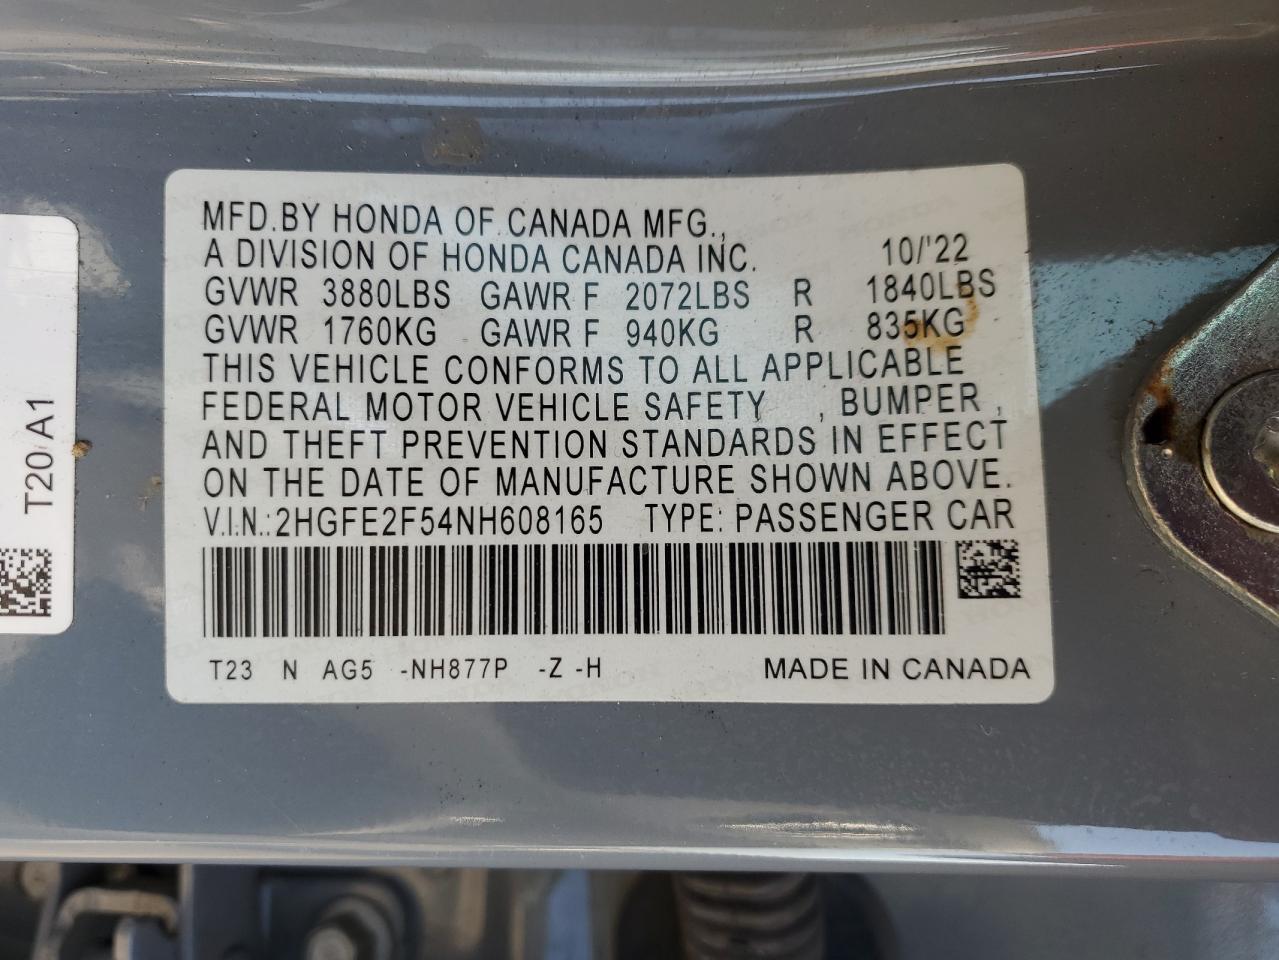 MFD.BY HONDA OF CANADA MFG.,
A DIVISION OF HONDA CANADA INC. 10/'22
GVWR 3880LBS GAWR F 2072LBS R 1840LBS
GVWR 1760KG GAWR F 940KG R 835KG
THIS VEHICLE CONFORMS TO ALL APPLICABLE
FEDERAL MOTOR VEHICLE SAFETY , BUMPER ,
AND THEFT PREVENTION STANDARDS IN EFFECT
ON THE DATE OF MANUFACTURE SHOWN ABOVE.
V.I.N.:2HGFE2F54NH608165 TYPE: PASSENGER CAR
T23 N AG5 -NH877P -Z -H MADE IN CANADA
T20 A1